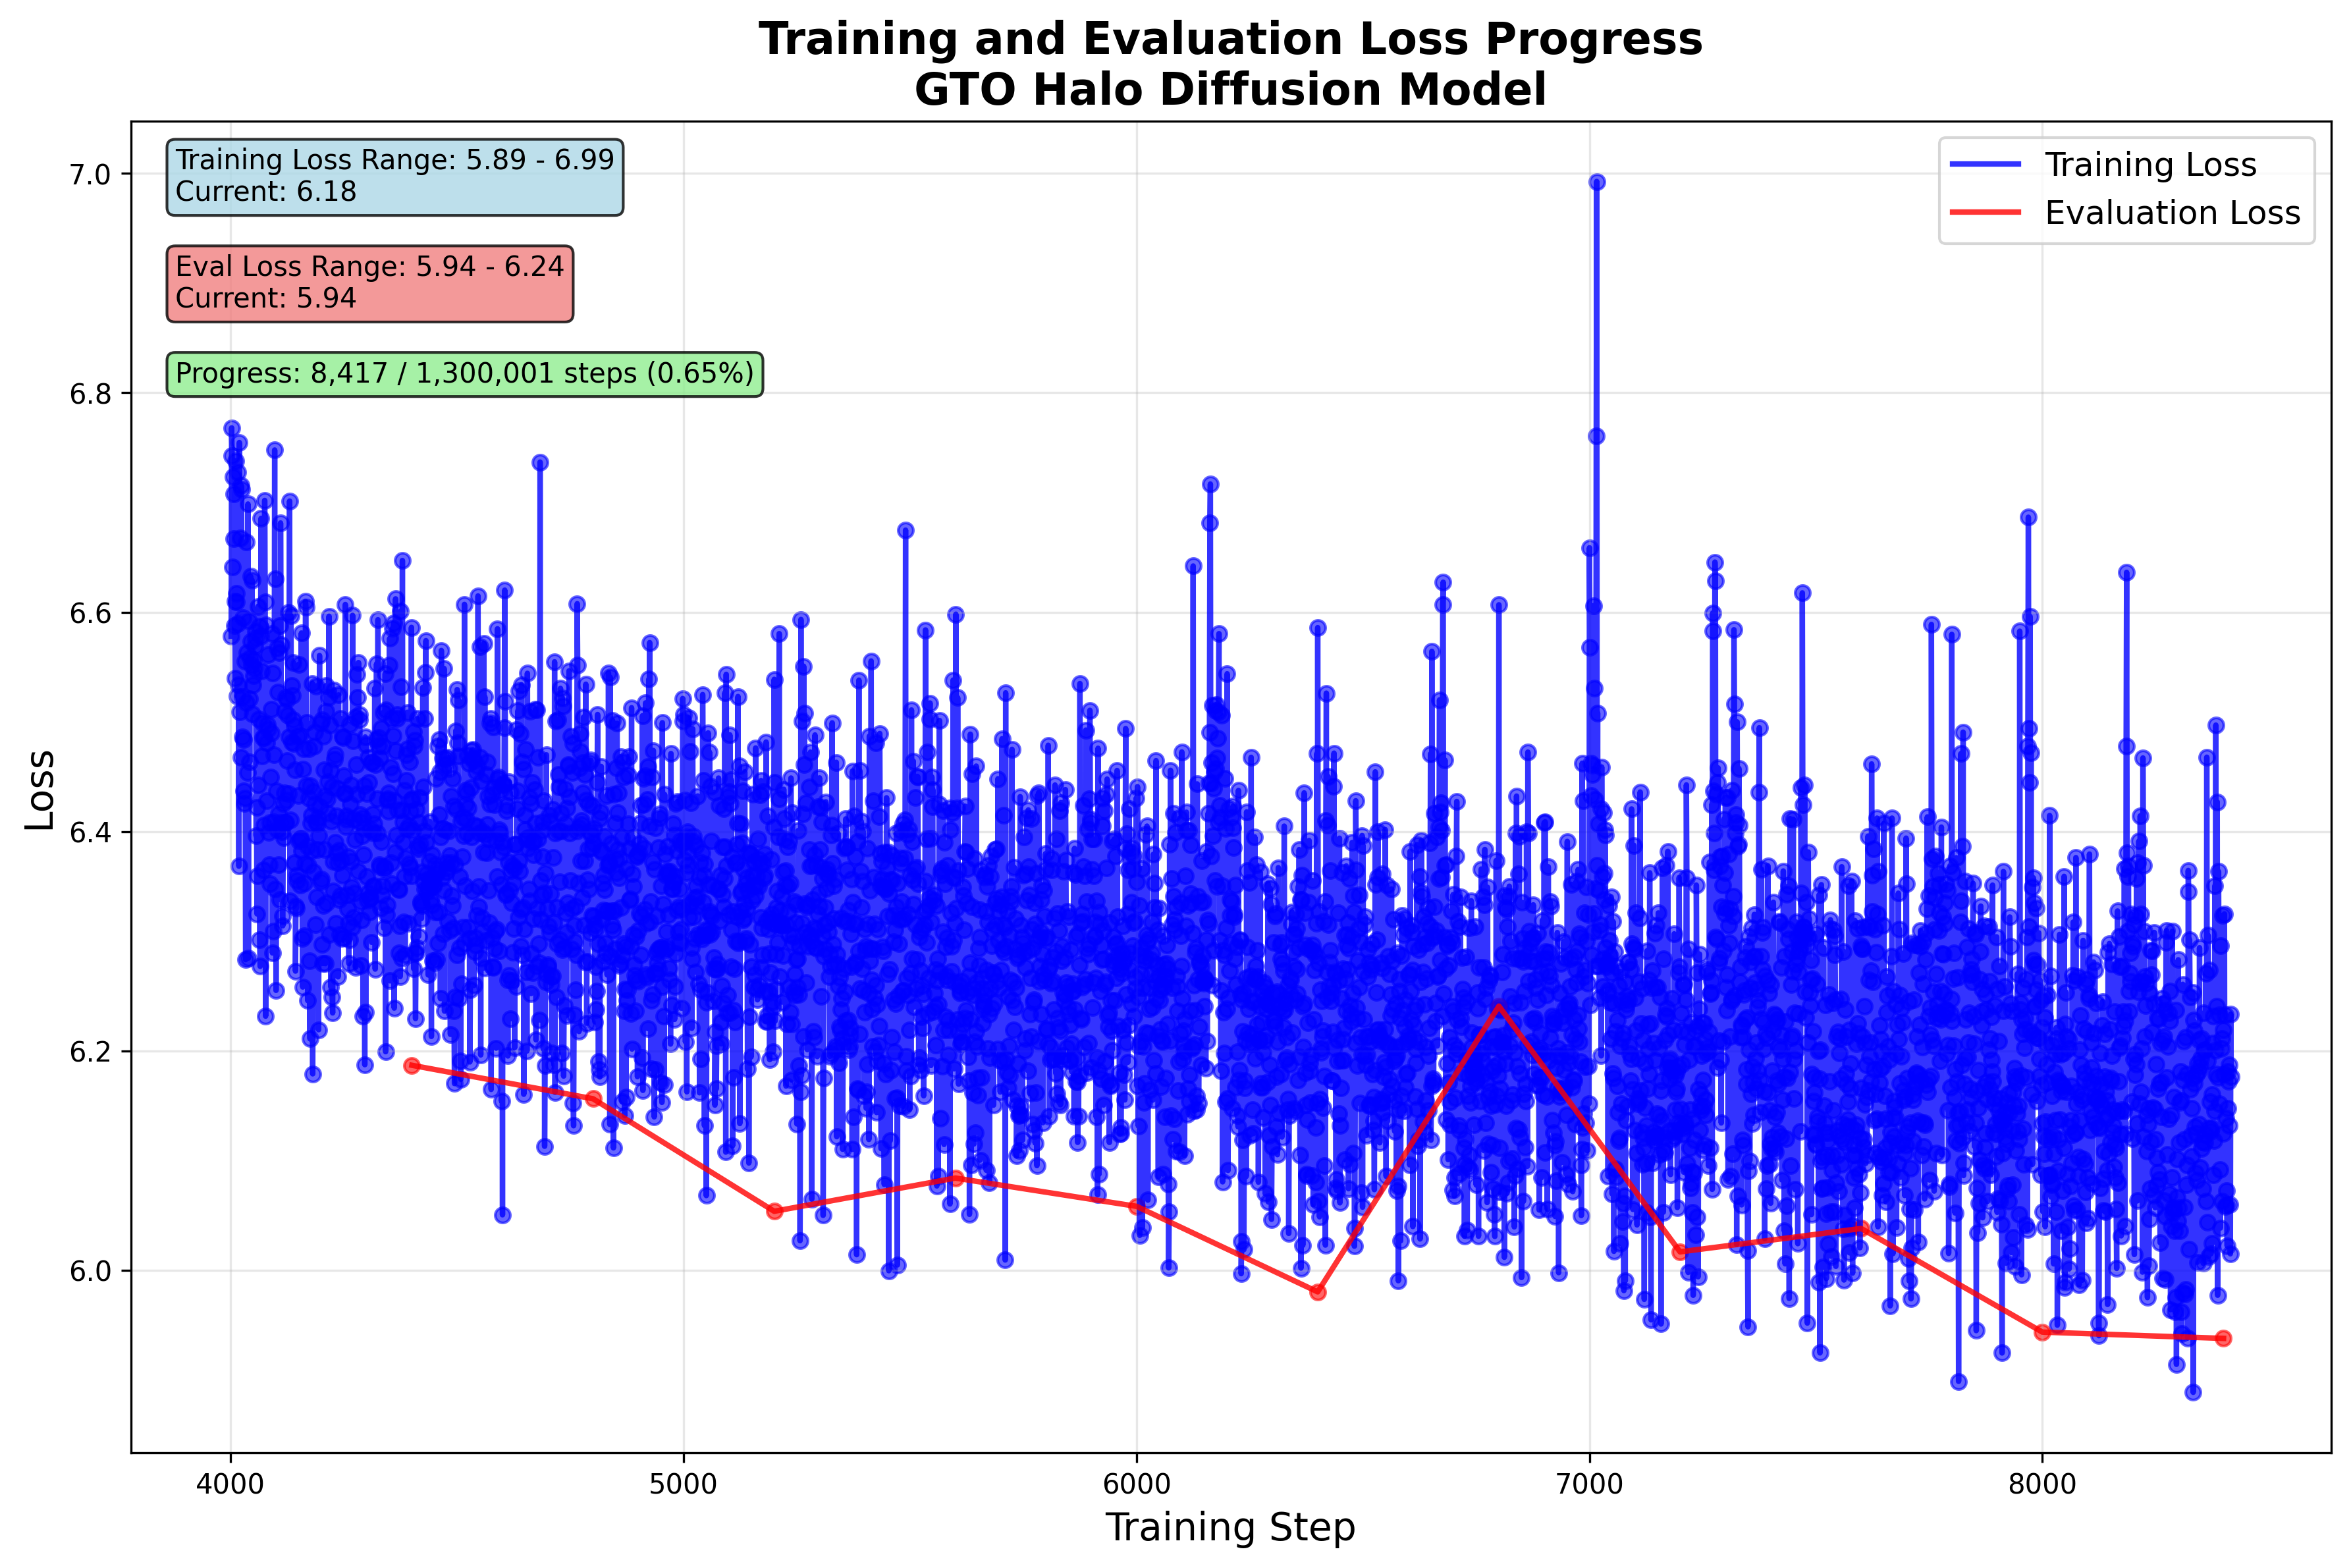 Training and Evaluation Loss Progress
GTO Halo Diffusion Model
Training Loss Range: 5.89 - 6.99
Current: 6.18
Eval Loss Range: 5.94 - 6.24
Current: 5.94
Progress: 8,417 / 1,300,001 steps (0.65%)
Training Loss
Evaluation Loss
Loss
7.0
6.8
6.6
6.4
6.2
6.0
4000
5000
6000
7000
8000
Training Step